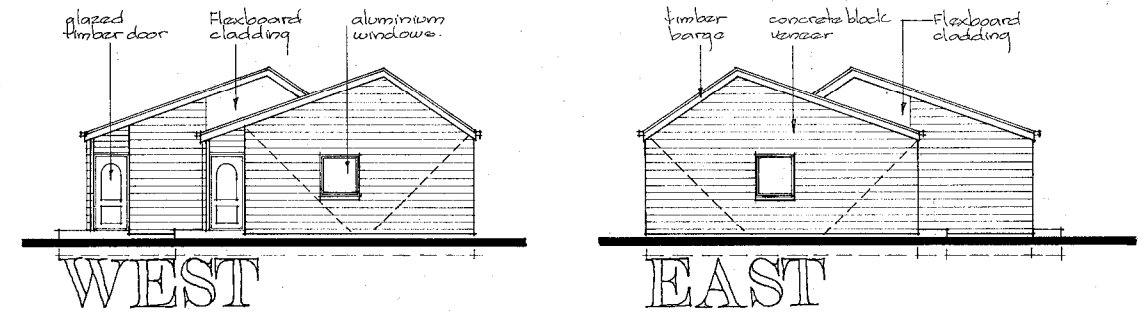 glazed
timber door
Flexboard
cladding
aluminium
windows.
timber
barge
concrete block
veneer
Flexboard
cladding
WEST
EAST